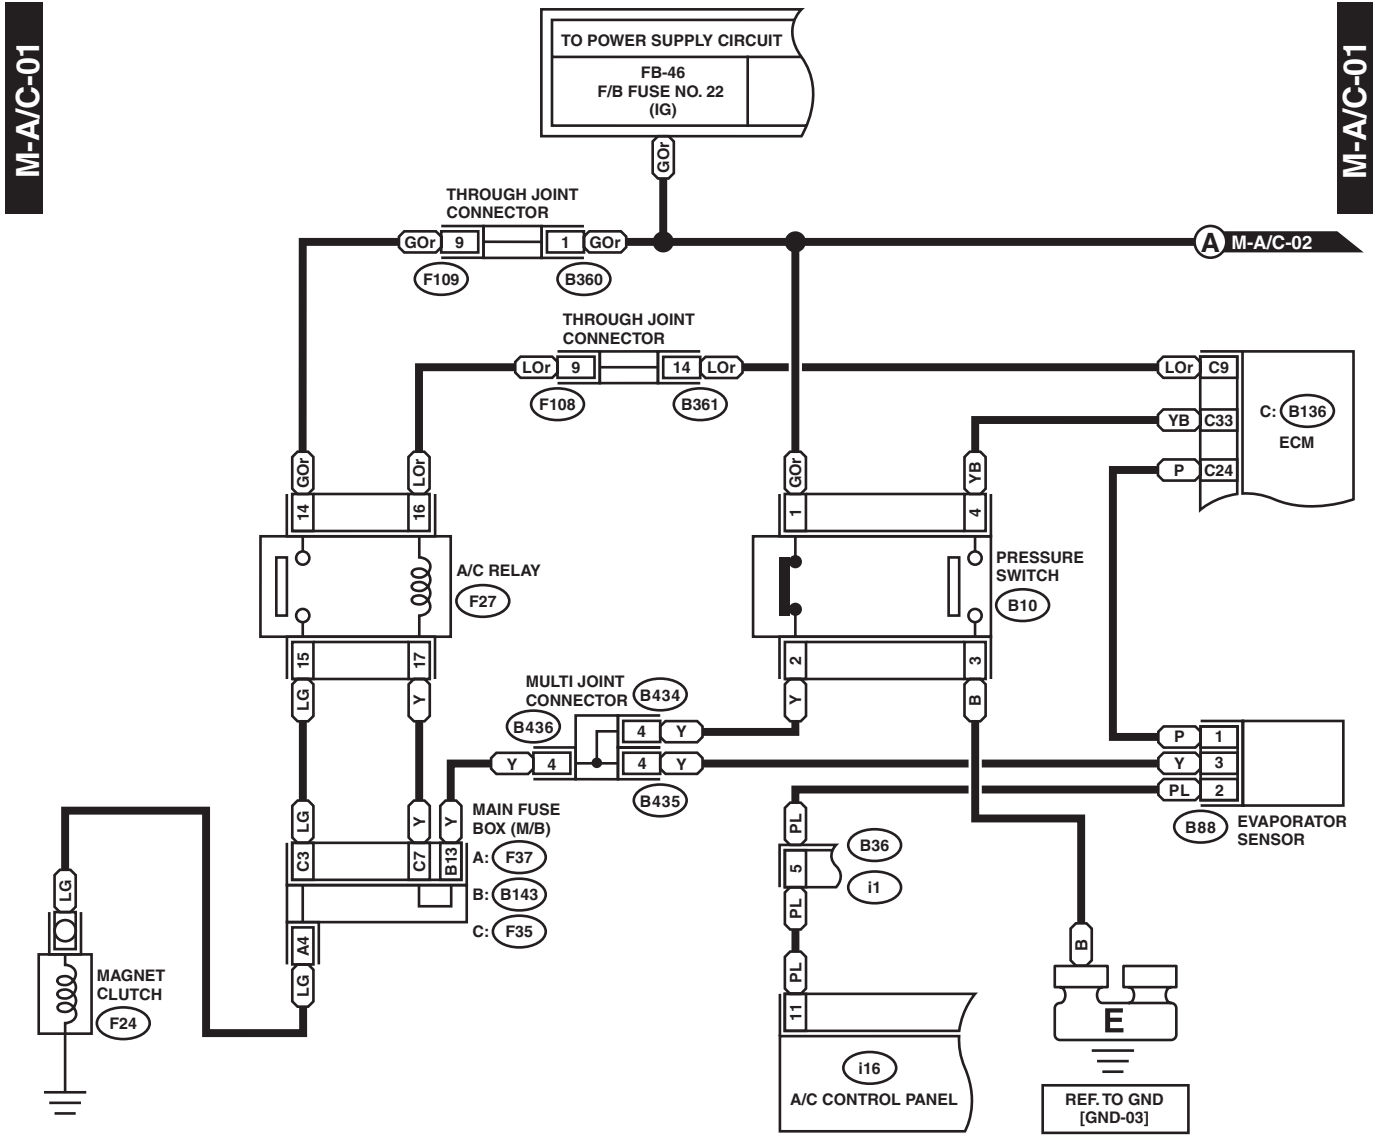 M-A/C-01
M-A/C-01
TO POWER SUPPLY CIRCUIT
FB-46
F/B FUSE NO. 22
(IG)
GOr
THROUGH JOINT
CONNECTOR
GOr 9 1 GOr
A M-A/C-02
F109 B360
THROUGH JOINT
CONNECTOR
LOr 9 14 LOr
LOr C9
F108 B361
C: B136
ECM
YB C33
P C24
GOr LOr GOr YB
14 16 1 4
A/C RELAY
F27
PRESSURE
SWITCH
B10
15 17 2 3
LG Y Y B
MULTI JOINT
CONNECTOR
B434
B436
4 Y
Y 4 4 Y
B435
P 1
Y 3
PL 2
B88
EVAPORATOR
SENSOR
LG Y Y
MAIN FUSE
BOX (M/B)
C3 C7 B13
A: F37
B: B143
C: F35
PL
B36
5
i1
PL
LG
A4
LG
MAGNET
CLUTCH
F24
PL
11
i16
A/C CONTROL PANEL
B
E
REF. TO GND
[GND-03]